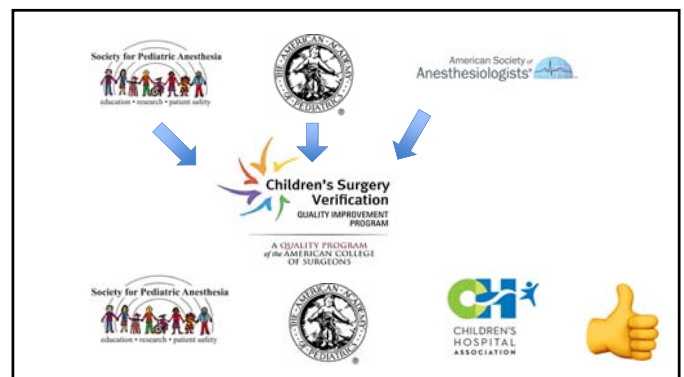 Society for Pediatric Anesthesia
education • research • patient safety
THE AMERICAN ACADEMY
OF PEDIATRICS
®
American Society of
Anesthesiologists®
Children's Surgery
Verification
QUALITY IMPROVEMENT
PROGRAM
A QUALITY PROGRAM
of the AMERICAN COLLEGE
OF SURGEONS
Society for Pediatric Anesthesia
education • research • patient safety
THE AMERICAN ACADEMY
OF PEDIATRICS
®
CH
CHILDREN'S
HOSPITAL
ASSOCIATION